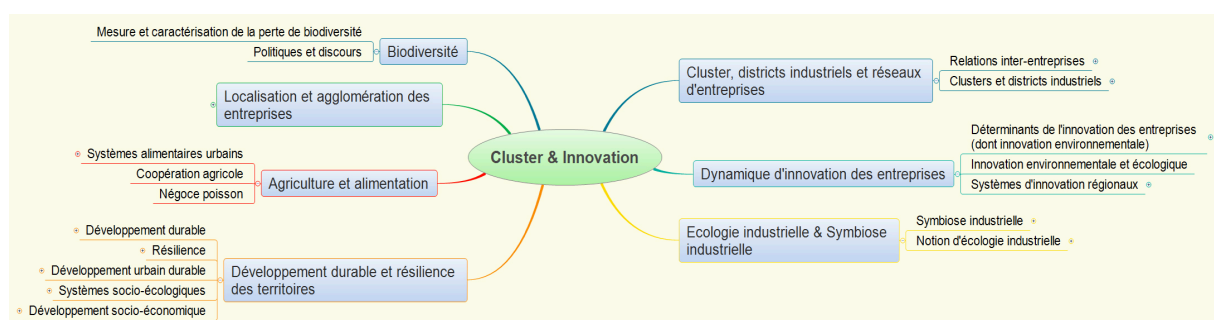 Mesure et caractérisation de la perte de biodiversité
Politiques et discours
Biodiversité
Localisation et agglomération des
entreprises
Systèmes alimentaires urbains
Coopération agricole
Négoce poisson
Agriculture et alimentation
Développement durable
Résilience
Développement urbain durable
Systèmes socio-écologiques
Développement socio-économique
Développement durable et résilience
des territoires
Cluster & Innovation
Cluster, districts industriels et réseaux
d'entreprises
Relations inter-entreprises
Clusters et districts industriels
Dynamique d'innovation des entreprises
Déterminants de l'innovation des entreprises
(dont innovation environnementale)
Innovation environnementale et écologique
Systèmes d'innovation régionaux
Ecologie industrielle & Symbiose
industrielle
Symbiose industrielle
Notion d'écologie industrielle